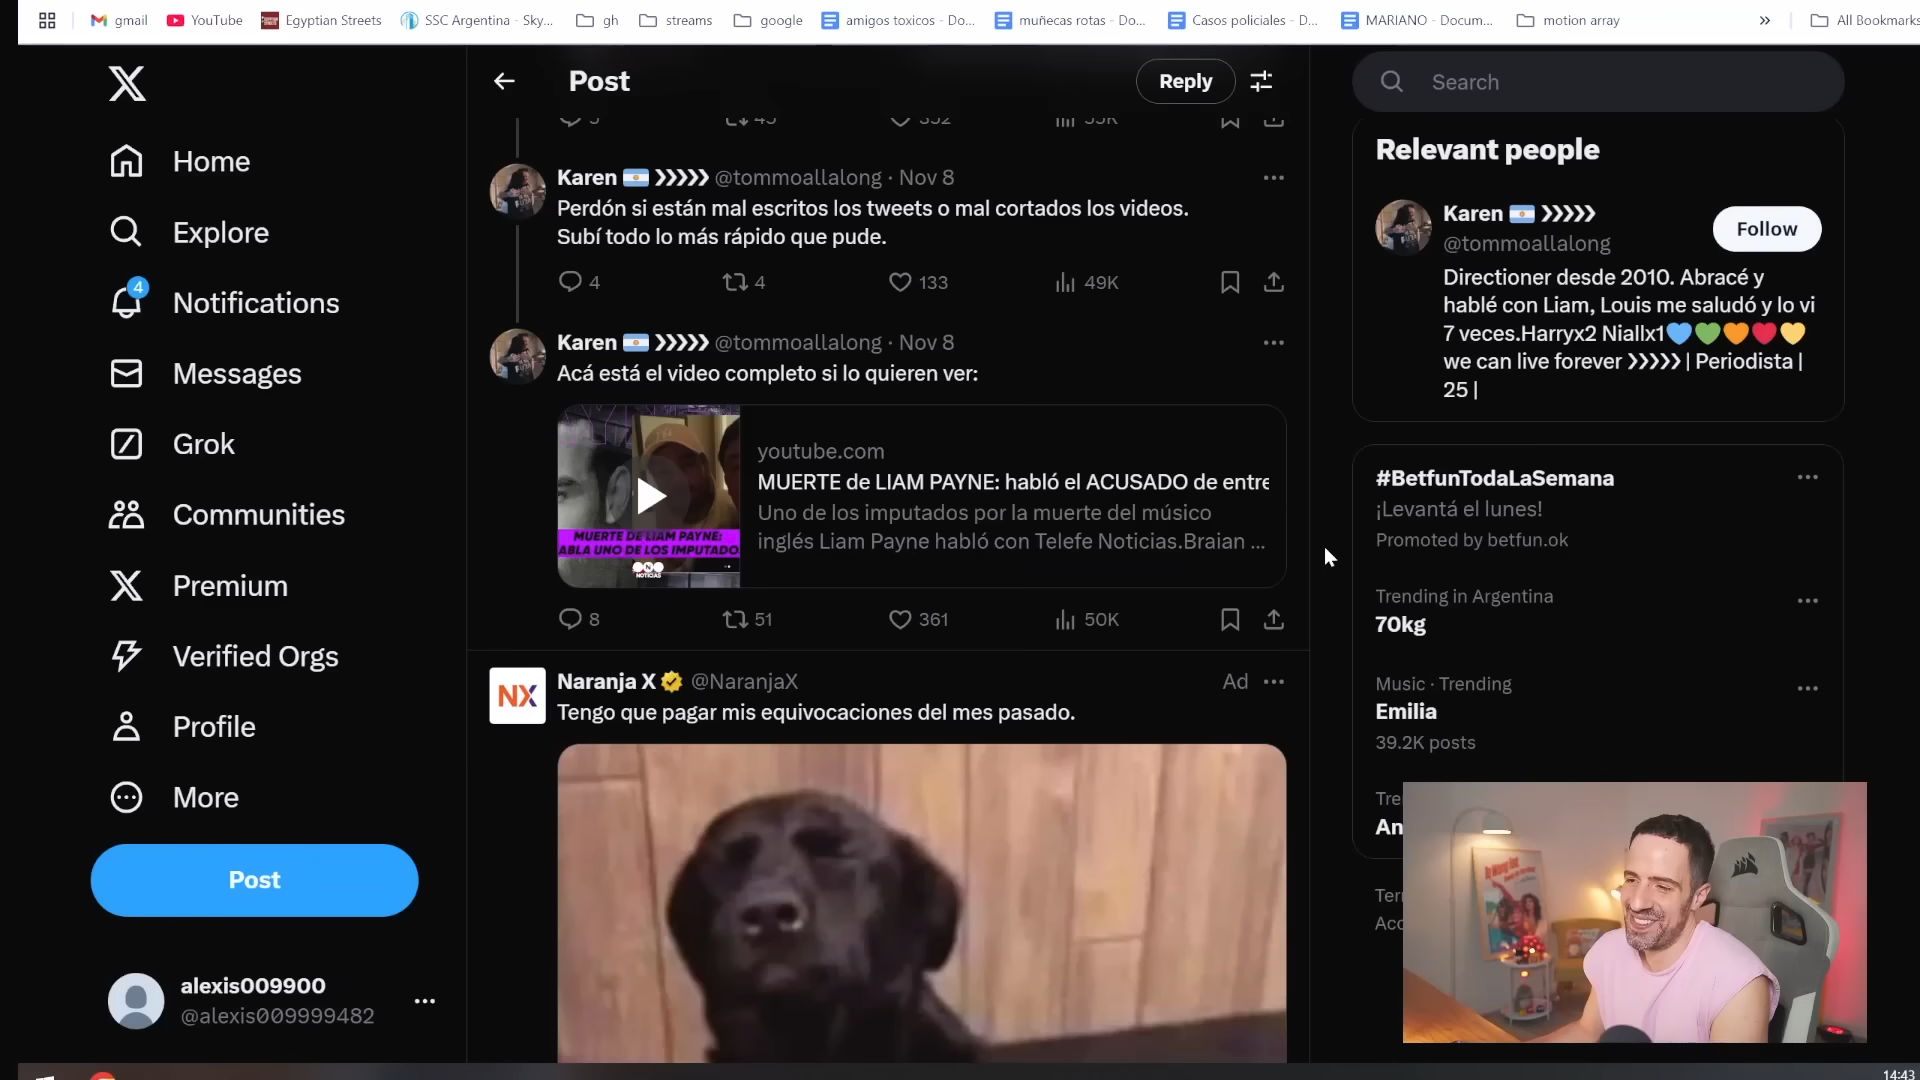 gmail
YouTube
Egyptian Streets
SSC Argentina - Sky...
gh
streams
google
amigos toxicos - Do...
muñecas rotas - Do...
Casos policiales - D...
MARIANO - Docum...
motion array
»
All Bookmarks
Home
Explore
4
Notifications
Messages
Grok
Communities
Premium
Verified Orgs
Profile
More
Post
alexis009900
@alexis009999482
Post
Reply
Karen 🇦🇷 ⟫⟫⟫ @tommoallalong · Nov 8
Perdón si están mal escritos los tweets o mal cortados los videos.
Subí todo lo más rápido que pude.
4 4 133 49K
Karen 🇦🇷 ⟫⟫⟫ @tommoallalong · Nov 8
Acá está el video completo si lo quieren ver:
MUERTE DE LIAM PAYNE:
ABLA UNO DE LOS IMPUTADO
NOTICIAS
youtube.com
MUERTE de LIAM PAYNE: habló el ACUSADO de entre
Uno de los imputados por la muerte del músico
inglés Liam Payne habló con Telefe Noticias.Braian ...
8 51 361 50K
NX
Naranja X @NaranjaX
Ad
Tengo que pagar mis equivocaciones del mes pasado.
Search
Relevant people
Karen 🇦🇷 ⟫⟫⟫
@tommoallalong
Follow
Directioner desde 2010. Abracé y
hablé con Liam, Louis me saludó y lo vi
7 veces.Harryx2 Niallx1💙💚🧡❤️💛
we can live forever ⟫⟫⟫ | Periodista |
25 |
#BetfunTodaLaSemana
¡Levantá el lunes!
Promoted by betfun.ok
Trending in Argentina
70kg
Music · Trending
Emilia
39.2K posts
Tre
An
Ter
Acc
14:43